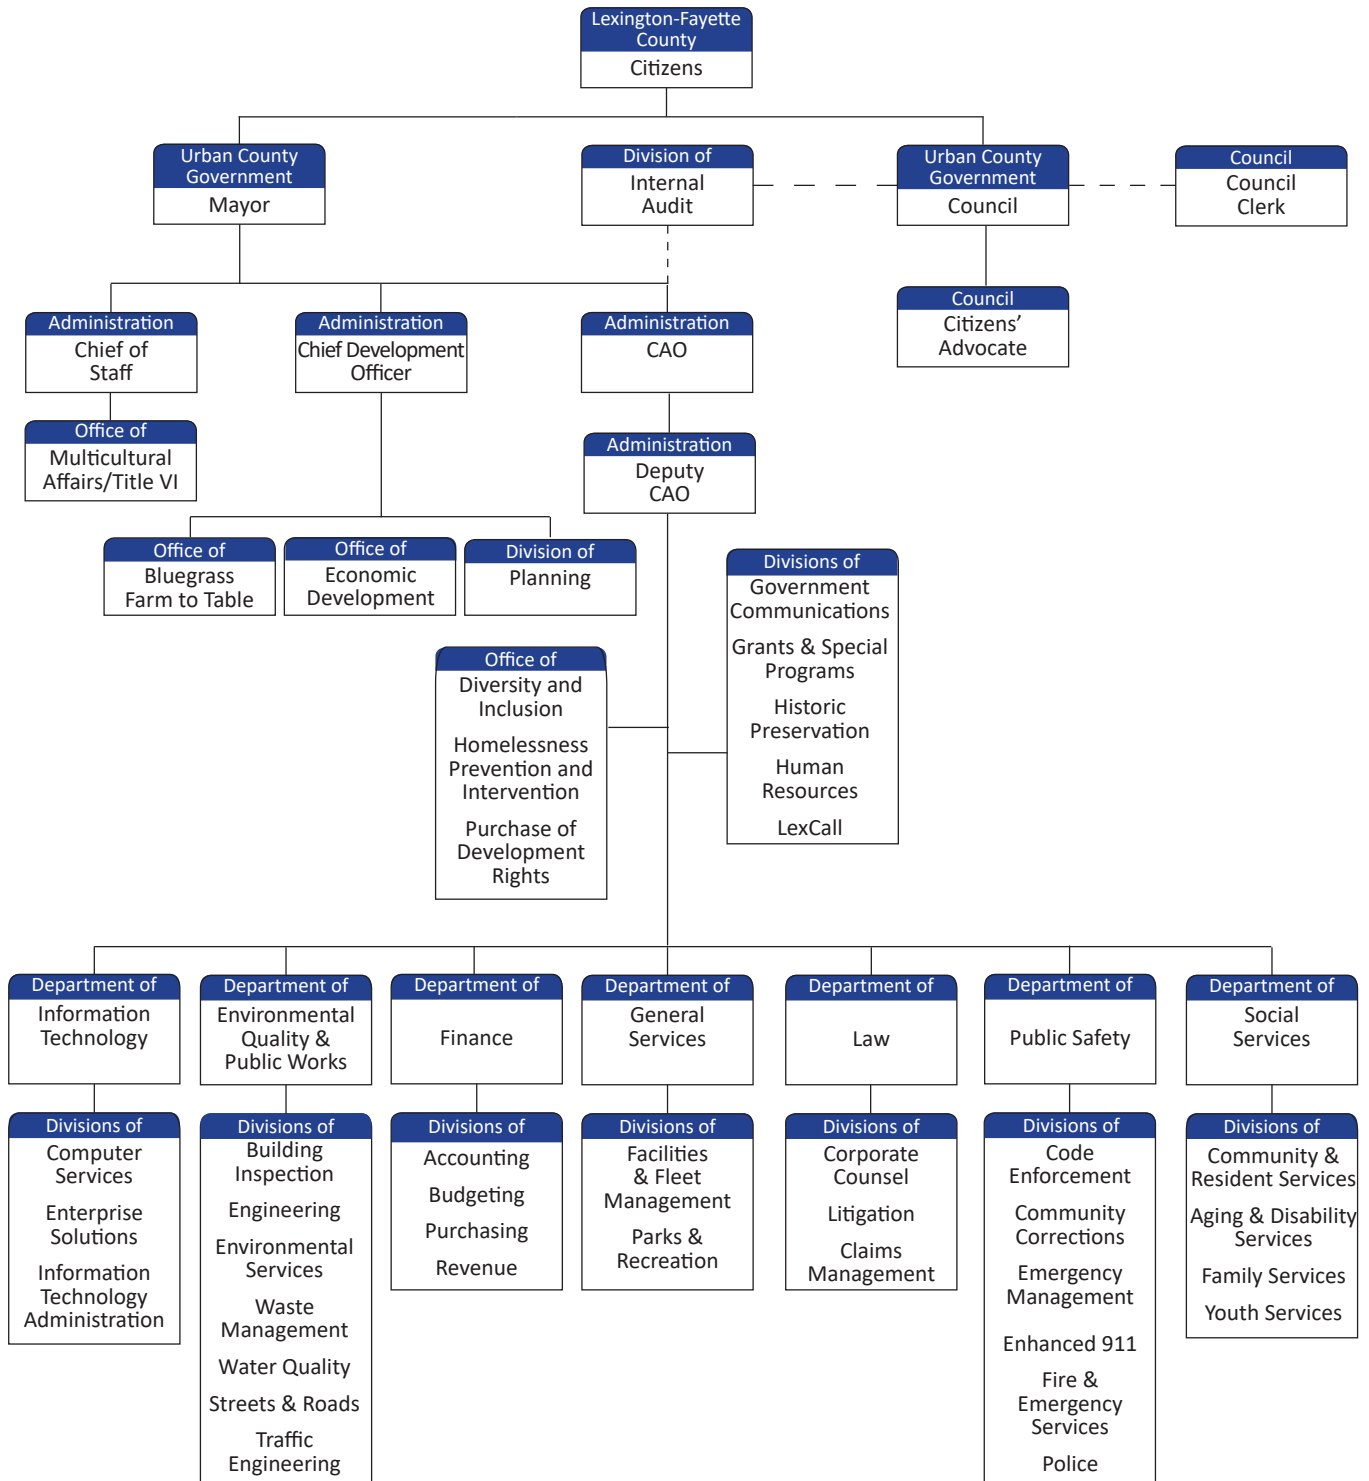 Lexington-Fayette
County
Citizens
Urban County
Government
Mayor
Division of
Internal
Audit
Urban County
Government
Council
Council
Council
Clerk
Council
Citizens’
Advocate
Administration
Chief of
Staff
Administration
Chief Development
Officer
Administration
CAO
Office of
Multicultural
Affairs/Title VI
Administration
Deputy
CAO
Office of
Bluegrass
Farm to Table
Office of
Economic
Development
Division of
Planning
Divisions of
Government
Communications
Grants & Special
Programs
Historic
Preservation
Human
Resources
LexCall
Office of
Diversity and
Inclusion
Homelessness
Prevention and
Intervention
Purchase of
Development
Rights
Department of
Information
Technology
Department of
Environmental
Quality &
Public Works
Department of
Finance
Department of
General
Services
Department of
Law
Department of
Public Safety
Department of
Social
Services
Divisions of
Computer
Services
Enterprise
Solutions
Information
Technology
Administration
Divisions of
Building
Inspection
Engineering
Environmental
Services
Waste
Management
Water Quality
Streets & Roads
Traffic
Engineering
Divisions of
Accounting
Budgeting
Purchasing
Revenue
Divisions of
Facilities
& Fleet
Management
Parks &
Recreation
Divisions of
Corporate
Counsel
Litigation
Claims
Management
Divisions of
Code
Enforcement
Community
Corrections
Emergency
Management
Enhanced 911
Fire &
Emergency
Services
Police
Divisions of
Community &
Resident Services
Aging & Disability
Services
Family Services
Youth Services